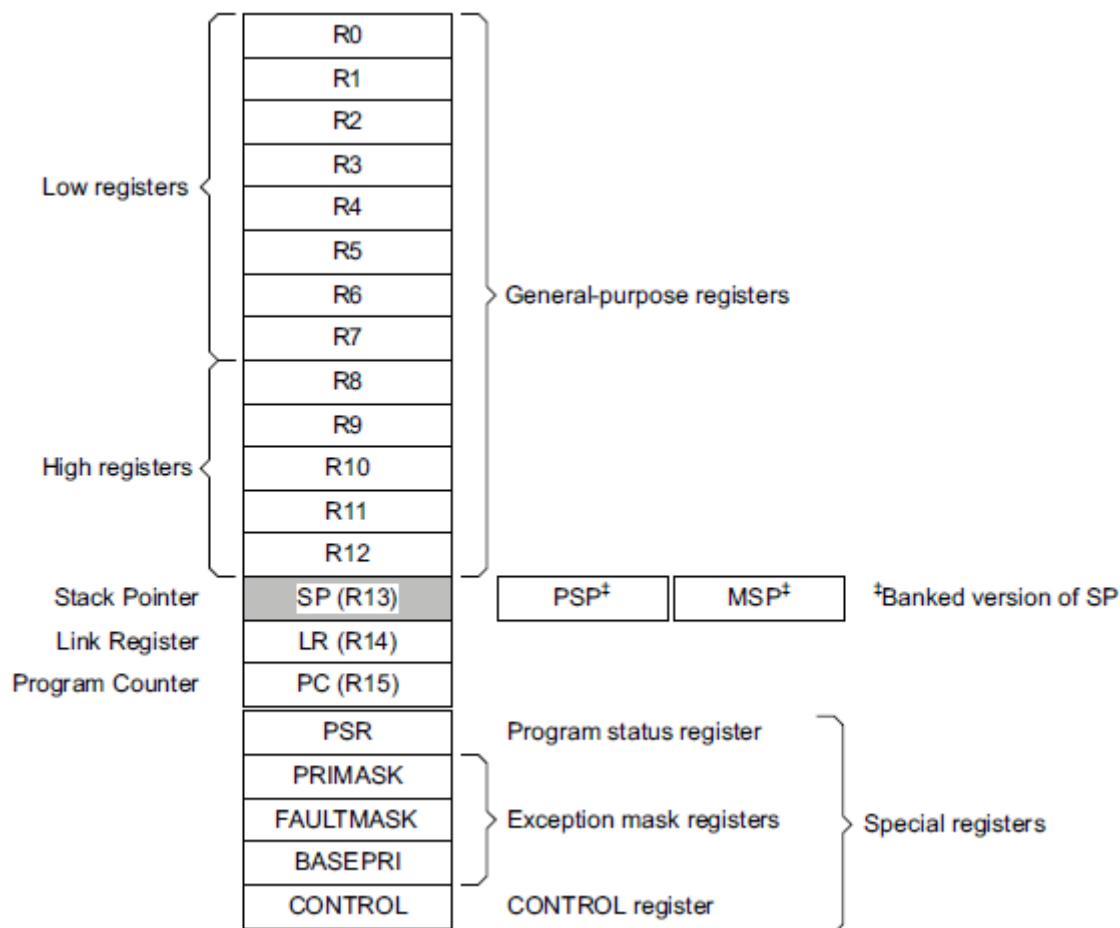 R0
R1
R2
R3
Low registers
R4
R5
R6
General-purpose registers
R7
R8
R9
High registers
R10
R11
R12
Stack Pointer SP (R13) PSP‡ MSP‡ ‡Banked version of SP
Link Register LR (R14)
Program Counter PC (R15)
PSR Program status register
PRIMASK
FAULTMASK Exception mask registers Special registers
BASEPRI
CONTROL CONTROL register